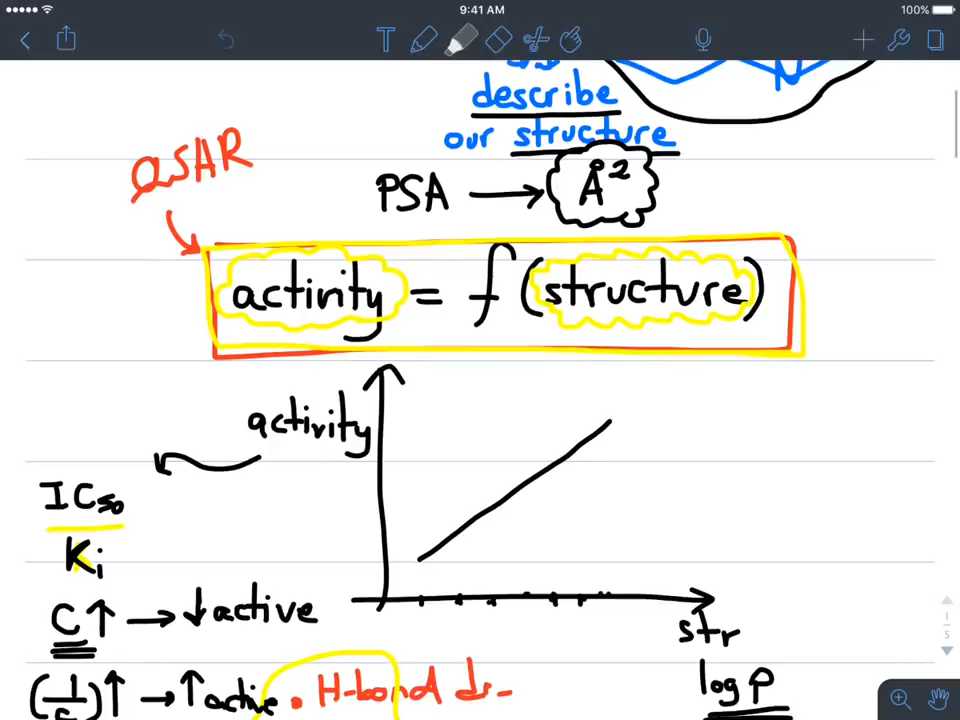 9:41 AM
100%
describe
our structure
QSAR
PSA → Å²
activity = f(structure)
activity
IC₅₀
Ki
C↑ → ↓active
str
log P
↑ → ↑active
• H-bond
1
5